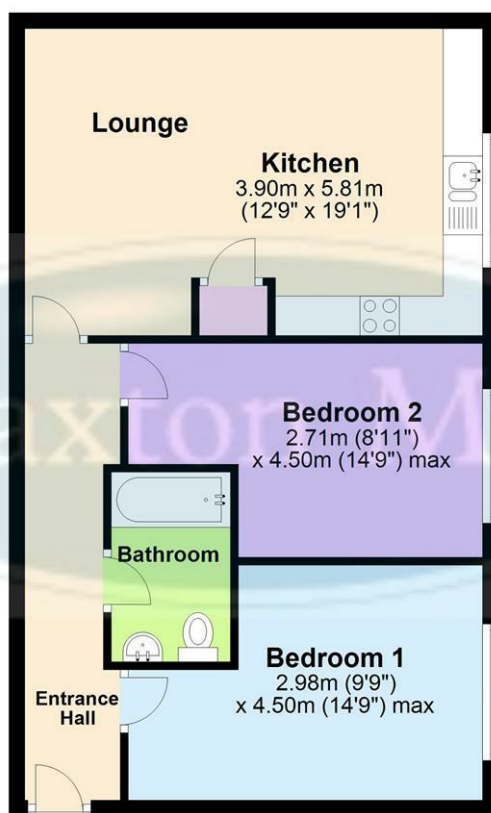 Lounge
Kitchen
3.90m x 5.81m
(12'9" x 19'1")
Bedroom 2
2.71m (8'11")
x 4.50m (14'9") max
Bathroom
Bedroom 1
2.98m (9'9")
x 4.50m (14'9") max
Entrance
Hall